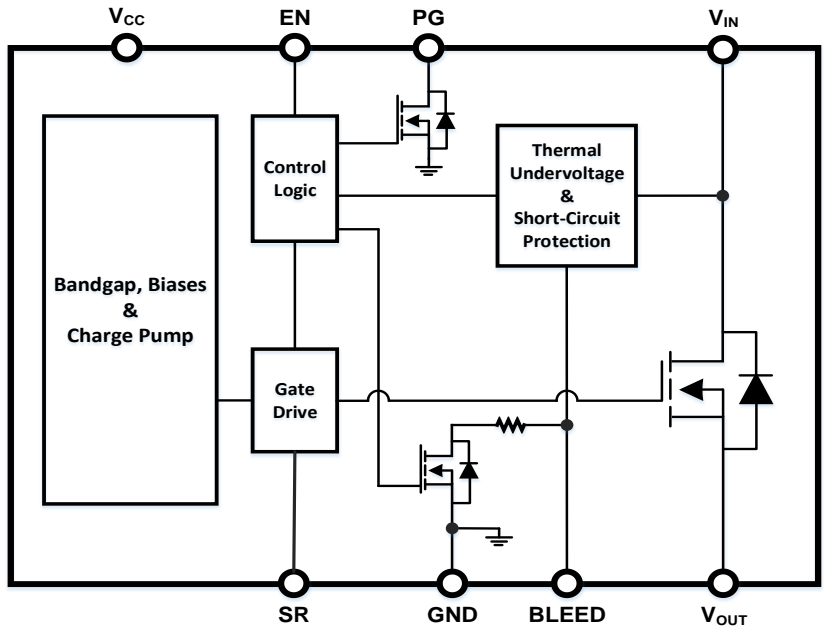 VCC
EN
PG
VIN
Control
Logic
Thermal
Undervoltage
&
Short-Circuit
Protection
Bandgap, Biases
&
Charge Pump
Gate
Drive
SR
GND
BLEED
VOUT